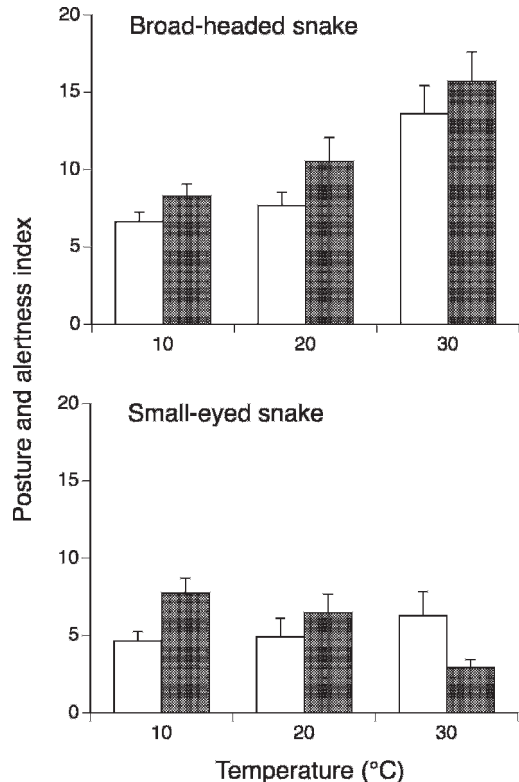 Broad-headed snake
20
15
10
5
0
10 20 30
Posture and alertness index
Small-eyed snake
20
15
10
5
0
10 20 30
Temperature (°C)